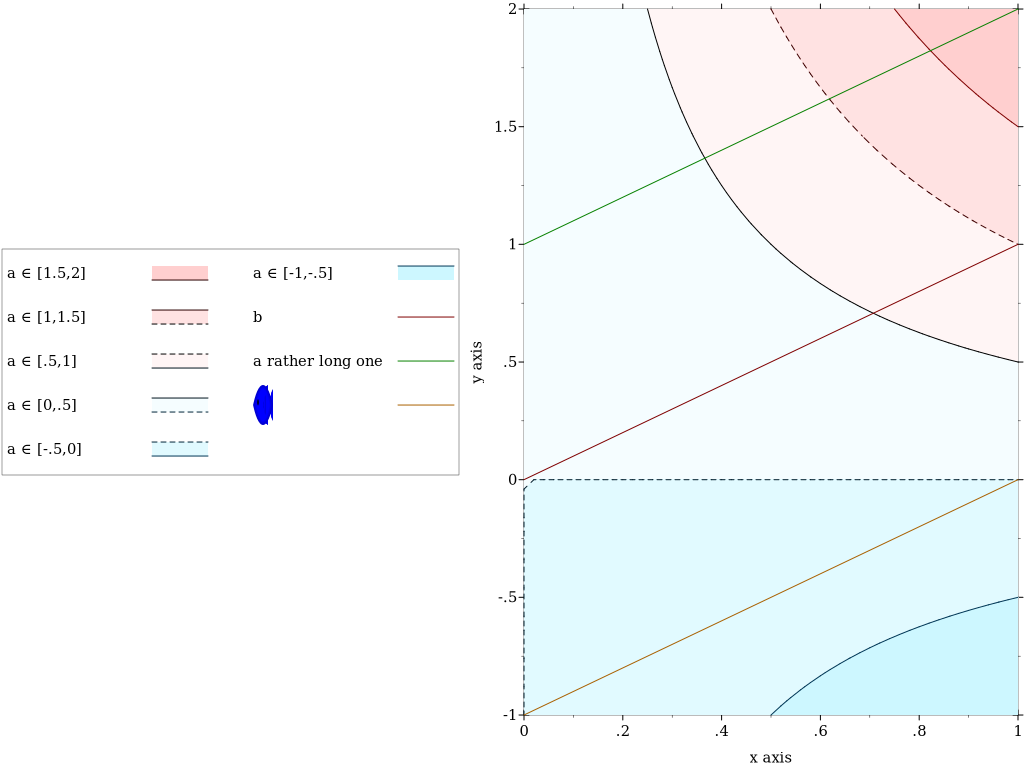 a ∈ [1.5,2]
a ∈ [1,1.5]
a ∈ [.5,1]
a ∈ [0,.5]
a ∈ [-.5,0]
a ∈ [-1,-.5]
b
a rather long one
y axis
2
1.5
1
.5
0
-.5
-1
0 .2 .4 .6 .8 1
x axis